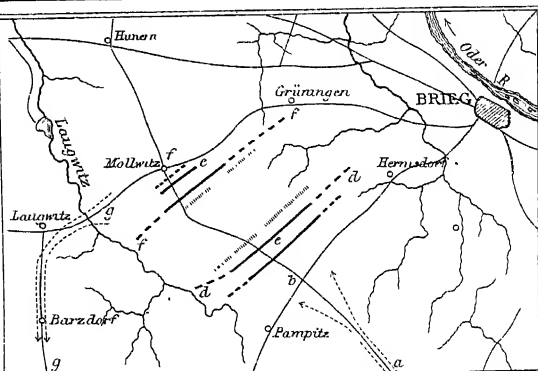 Hunern
Oder R.
Grüningen
BRIEG
Laugwitz
f
f
e
Mollwitz
Hermsdorf
d
Laugwitz
g
f
e
d
b
Barzdorf
Pampitz
g
a